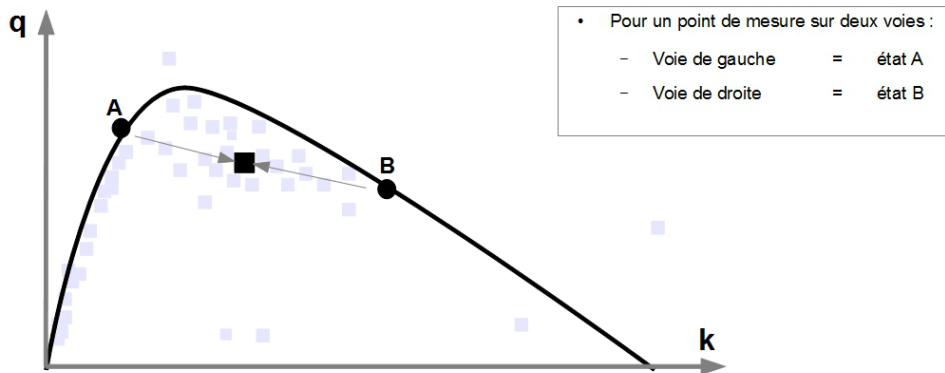 q
• Pour un point de mesure sur deux voies :
– Voie de gauche = état A
– Voie de droite = état B
A
B
k